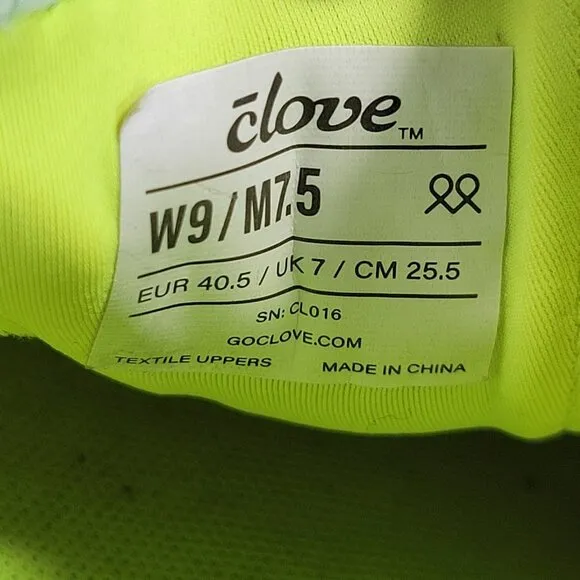 c̄love™
W9 / M7.5
EUR 40.5 / UK 7 / CM 25.5
SN: CL016
GOCLOVE.COM
TEXTILE UPPERS MADE IN CHINA